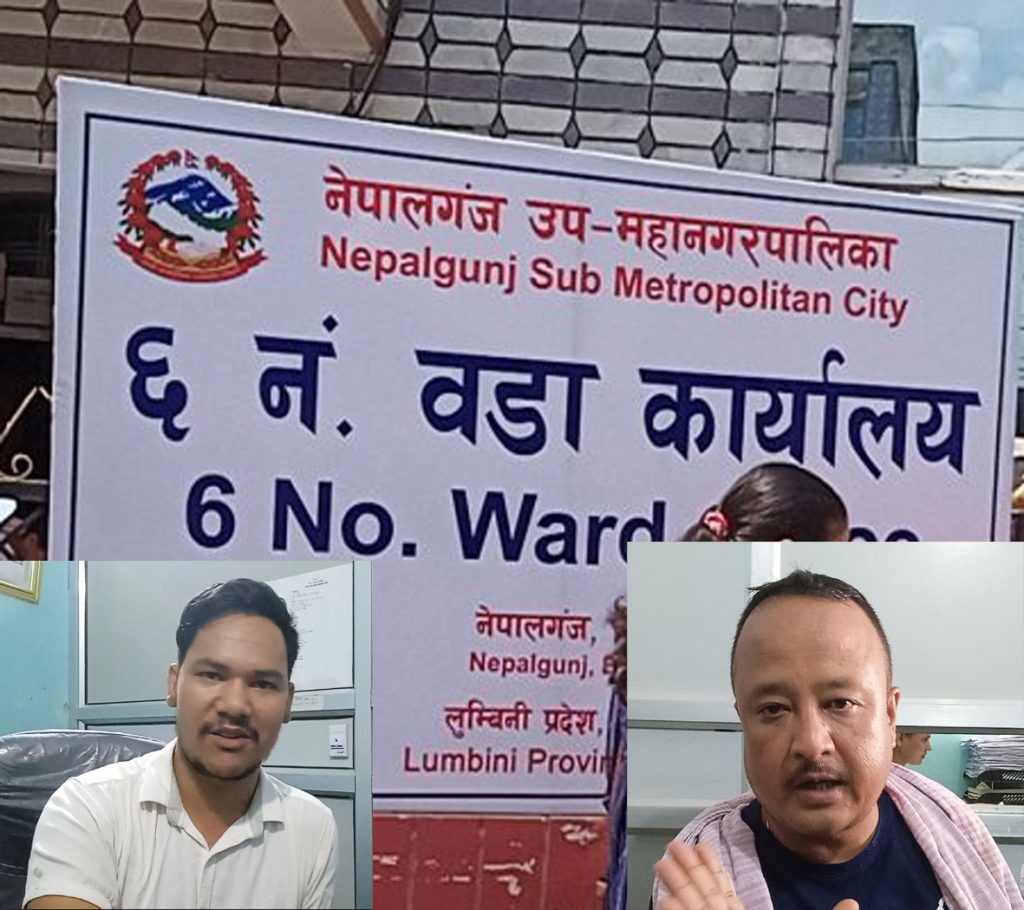 नेपालगंज उप-महानगरपालिका
Nepalgunj Sub Metropolitan City
६ नं. वडा कार्यालय
6 No. Ward
नेपालगंज,
Nepalgunj,
लुम्बिनी प्रदेश,
Lumbini